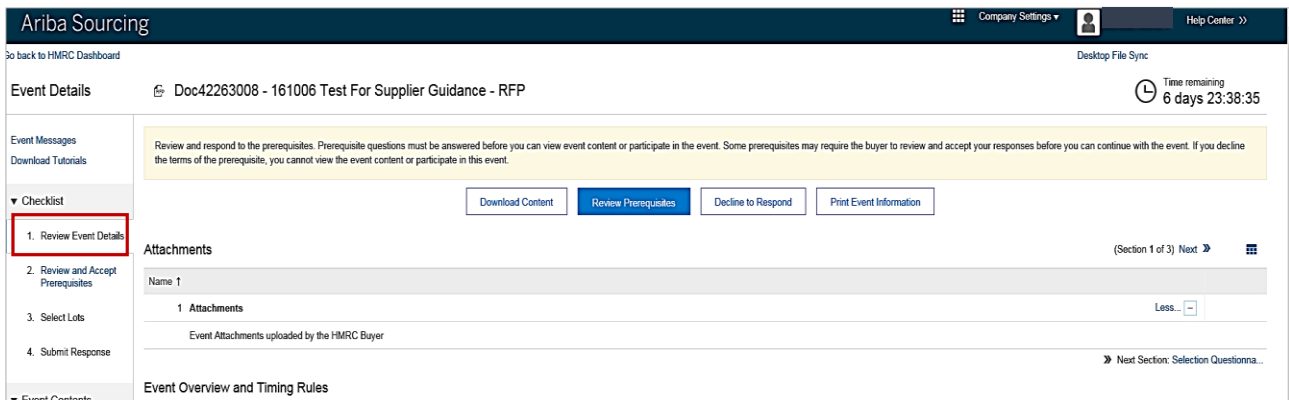 Ariba Sourcing
Company Settings ▾
Help Center »
Go back to HMRC Dashboard
Desktop File Sync
Event Details
Doc42263008 - 161006 Test For Supplier Guidance - RFP
Time remaining
6 days 23:38:35
Event Messages
Download Tutorials
Review and respond to the prerequisites. Prerequisite questions must be answered before you can view event content or participate in the event. Some prerequisites may require the buyer to review and accept your responses before you can continue with the event. If you decline
the terms of the prerequisite, you cannot view the event content or participate in this event.
▼ Checklist
Download Content
Review Prerequisites
Decline to Respond
Print Event Information
1. Review Event Details
2. Review and Accept
Prerequisites
3. Select Lots
4. Submit Response
▼ Event Contents
Attachments
(Section 1 of 3) Next »
Name ↑
1 Attachments
Less... −
Event Attachments uploaded by the HMRC Buyer
» Next Section: Selection Questionna...
Event Overview and Timing Rules